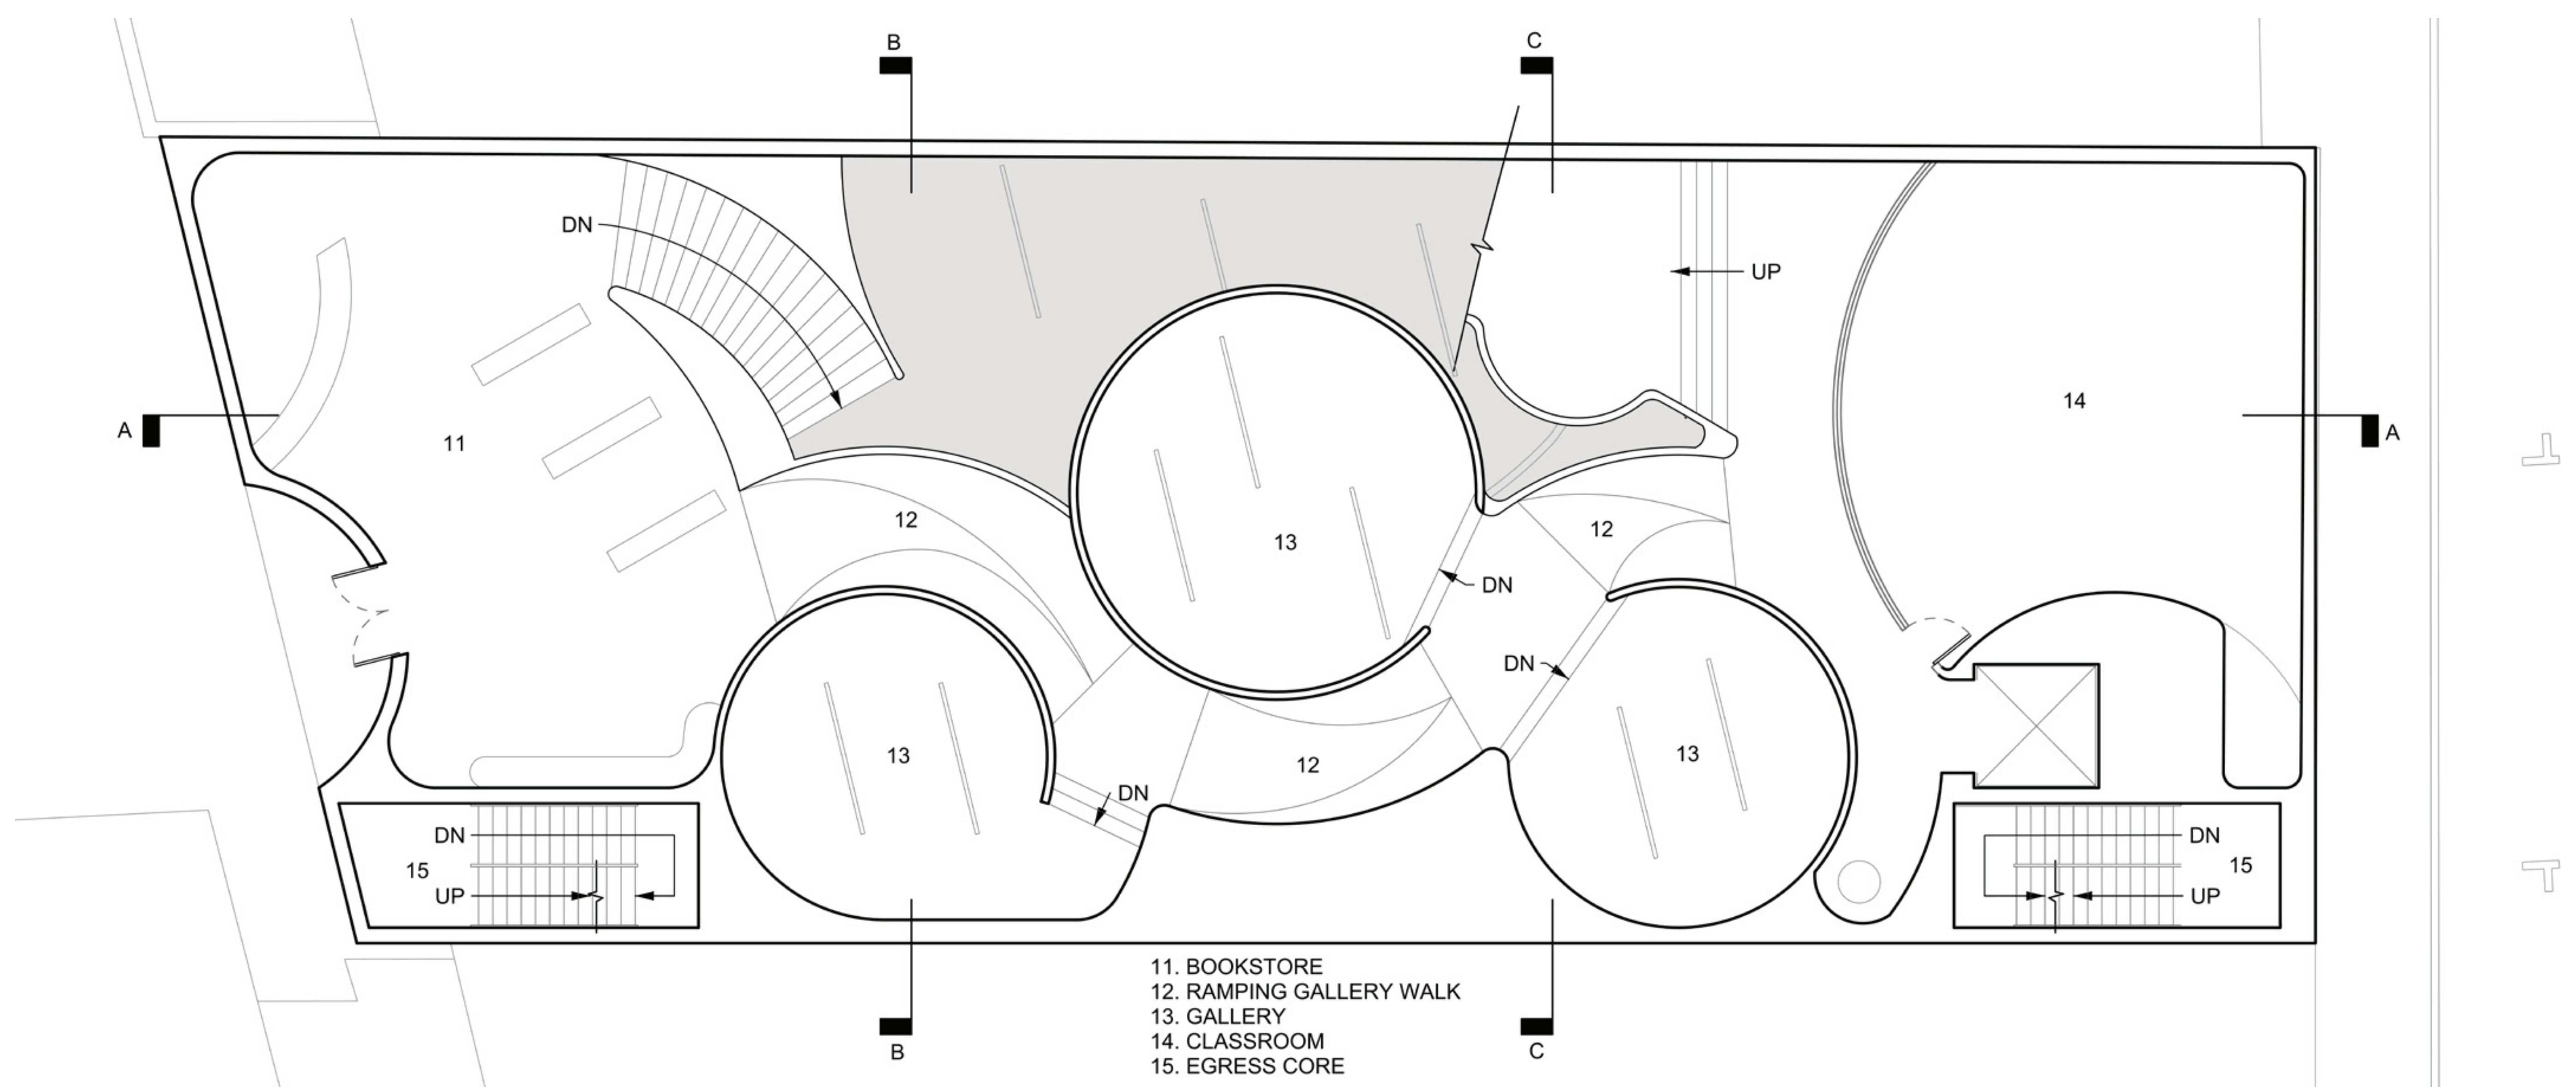 B
C
DN
UP
14
A
A
11
12
12
13
DN
DN
13
13
12
DN
DN
15
UP
DN
15
UP
11. BOOKSTORE
12. RAMPING GALLERY WALK
13. GALLERY
14. CLASSROOM
15. EGRESS CORE
B
C